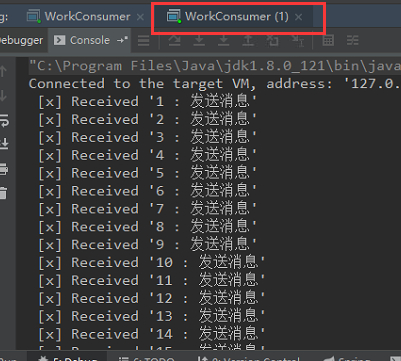 g: WorkConsumer × WorkConsumer (1) ×
Debugger Console
"C:\Program Files\Java\jdk1.8.0_121\bin\java
Connected to the target VM, address: '127.0.
[x] Received '1 : 发送消息'
[x] Received '2 : 发送消息'
[x] Received '3 : 发送消息'
[x] Received '4 : 发送消息'
[x] Received '5 : 发送消息'
[x] Received '6 : 发送消息'
[x] Received '7 : 发送消息'
[x] Received '8 : 发送消息'
[x] Received '9 : 发送消息'
[x] Received '10 : 发送消息'
[x] Received '11 : 发送消息'
[x] Received '12 : 发送消息'
[x] Received '13 : 发送消息'
[x] Received '14 : 发送消息'